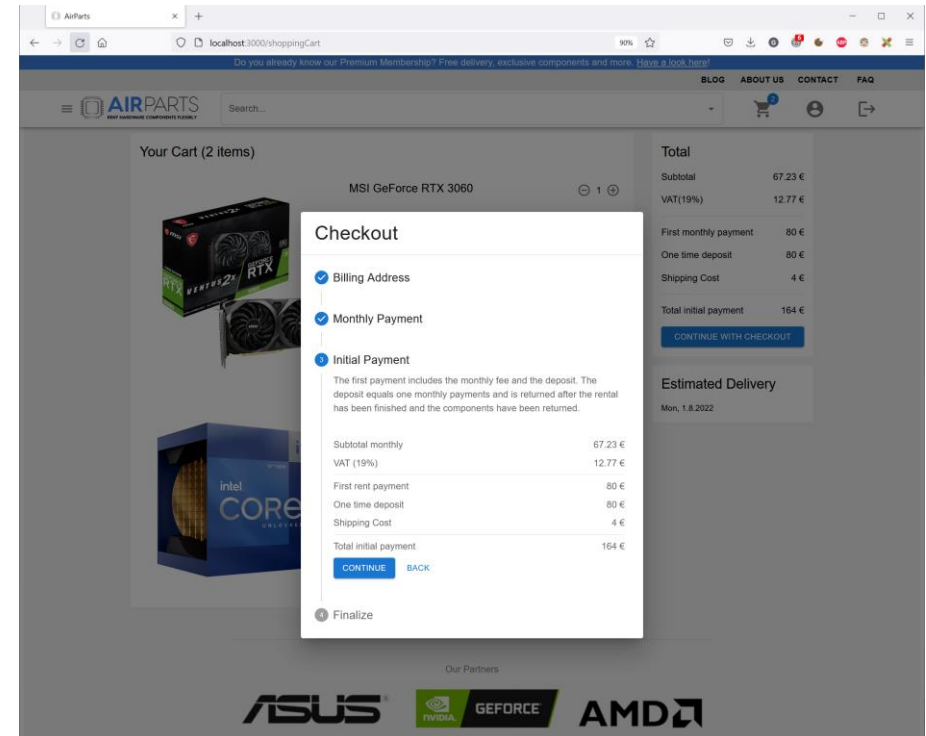 AirParts
localhost:3000/shoppingCart
90%
Do you already know our Premium Membership? Free delivery, exclusive components and more. Have a look here!
BLOG ABOUT US CONTACT FAQ
AIRPARTS
RENT HARDWARE COMPONENTS FLEXIBLY
Search...
2
Your Cart (2 items)
MSI GeForce RTX 3060
1
VENTUS 2X
GEFORCE
RTX
intel
CORE
Checkout
Billing Address
Monthly Payment
3 Initial Payment
The first payment includes the monthly fee and the deposit. The
deposit equals one monthly payments and is returned after the rental
has been finished and the components have been returned.
Subtotal monthly 67.23 €
VAT (19%) 12.77 €
First rent payment 80 €
One time deposit 80 €
Shipping Cost 4 €
Total initial payment 164 €
CONTINUE BACK
4 Finalize
Total
Subtotal 67.23 €
VAT(19%) 12.77 €
First monthly payment 80 €
One time deposit 80 €
Shipping Cost 4 €
Total initial payment 164 €
CONTINUE WITH CHECKOUT
Estimated Delivery
Mon, 1.8.2022
Our Partners
ASUS
NVIDIA. GEFORCE
AMD